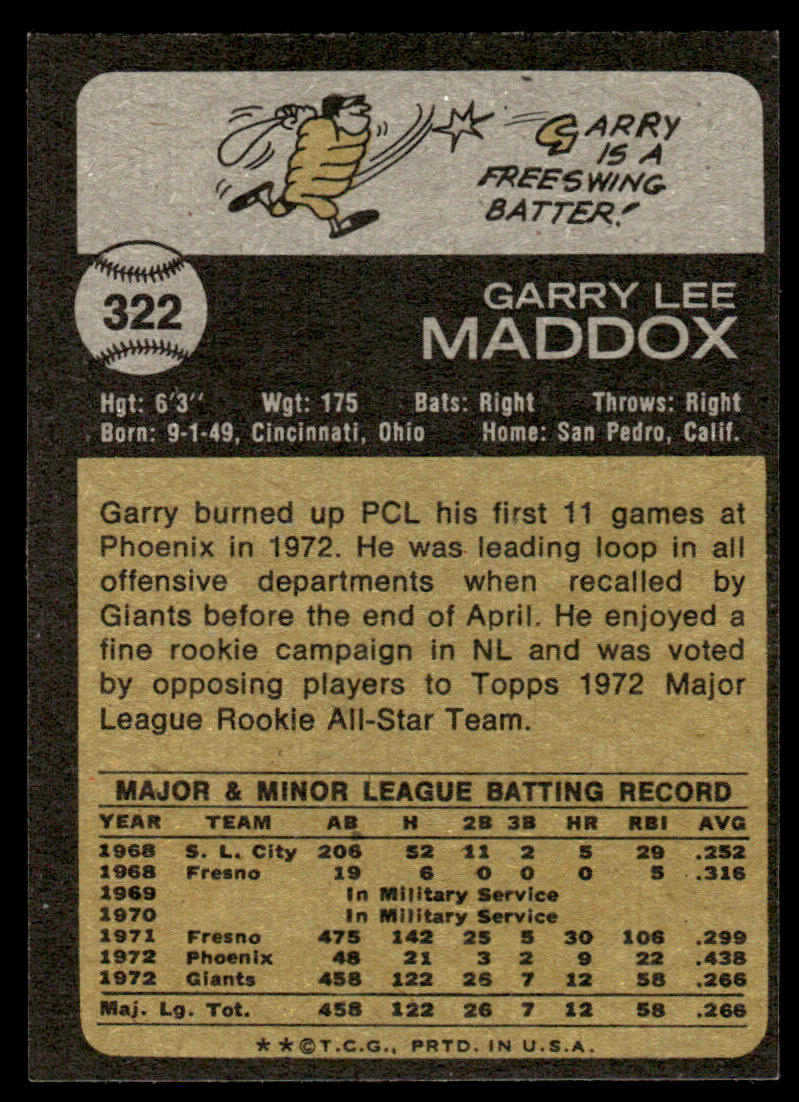 GARRY
IS A
FREESWING
BATTER!
322
GARRY LEE
MADDOX
Hgt: 6'3" Wgt: 175 Bats: Right Throws: Right
Born: 9-1-49, Cincinnati, Ohio Home: San Pedro, Calif.
Garry burned up PCL his first 11 games at
Phoenix in 1972. He was leading loop in all
offensive departments when recalled by
Giants before the end of April. He enjoyed a
fine rookie campaign in NL and was voted
by opposing players to Topps 1972 Major
League Rookie All-Star Team.
MAJOR & MINOR LEAGUE BATTING RECORD
YEAR TEAM AB H 2B 3B HR RBI AVG
1968 S. L. City 206 52 11 2 5 29 .252
1968 Fresno 19 6 0 0 0 5 .316
1969 In Military Service
1970 In Military Service
1971 Fresno 475 142 25 5 30 106 .299
1972 Phoenix 48 21 3 2 9 22 .438
1972 Giants 458 122 26 7 12 58 .266
Maj. Lg. Tot. 458 122 26 7 12 58 .266
**©T.C.G., PRTD. IN U.S.A.